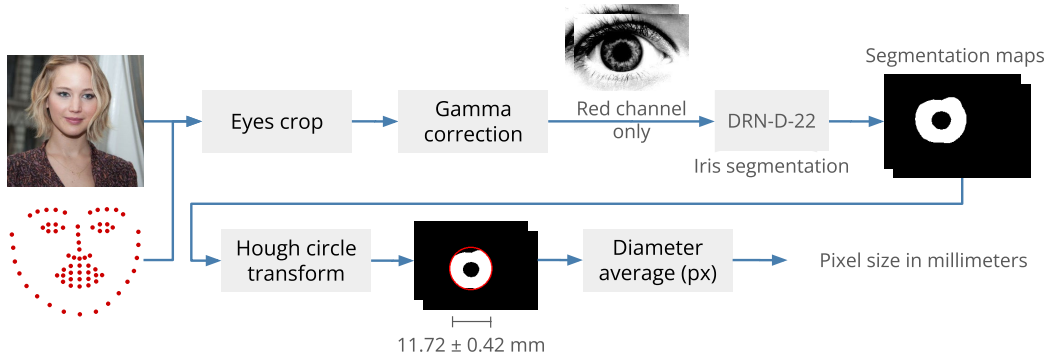 Segmentation maps
Eyes crop
Gamma
correction
Red channel
only
DRN-D-22
Iris segmentation
Hough circle
transform
Diameter
average (px)
Pixel size in millimeters
11.72 ± 0.42 mm